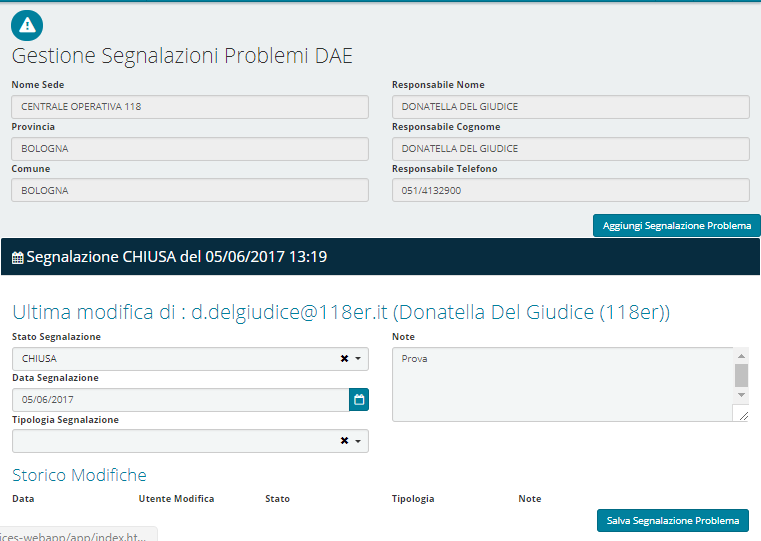 Gestione Segnalazioni Problemi DAE
Nome Sede
CENTRALE OPERATIVA 118
Provincia
BOLOGNA
Comune
BOLOGNA
Responsabile Nome
DONATELLA DEL GIUDICE
Responsabile Cognome
DONATELLA DEL GIUDICE
Responsabile Telefono
051/4132900
Aggiungi Segnalazione Problema
Segnalazione CHIUSA del 05/06/2017 13:19
Ultima modifica di : d.delgiudice@118er.it (Donatella Del Giudice (118er))
Stato Segnalazione
CHIUSA
Data Segnalazione
05/06/2017
Tipologia Segnalazione
Note
Prova
Storico Modifiche
Data Utente Modifica Stato Tipologia Note
Salva Segnalazione Problema
ices-webapp/app/index.ht...